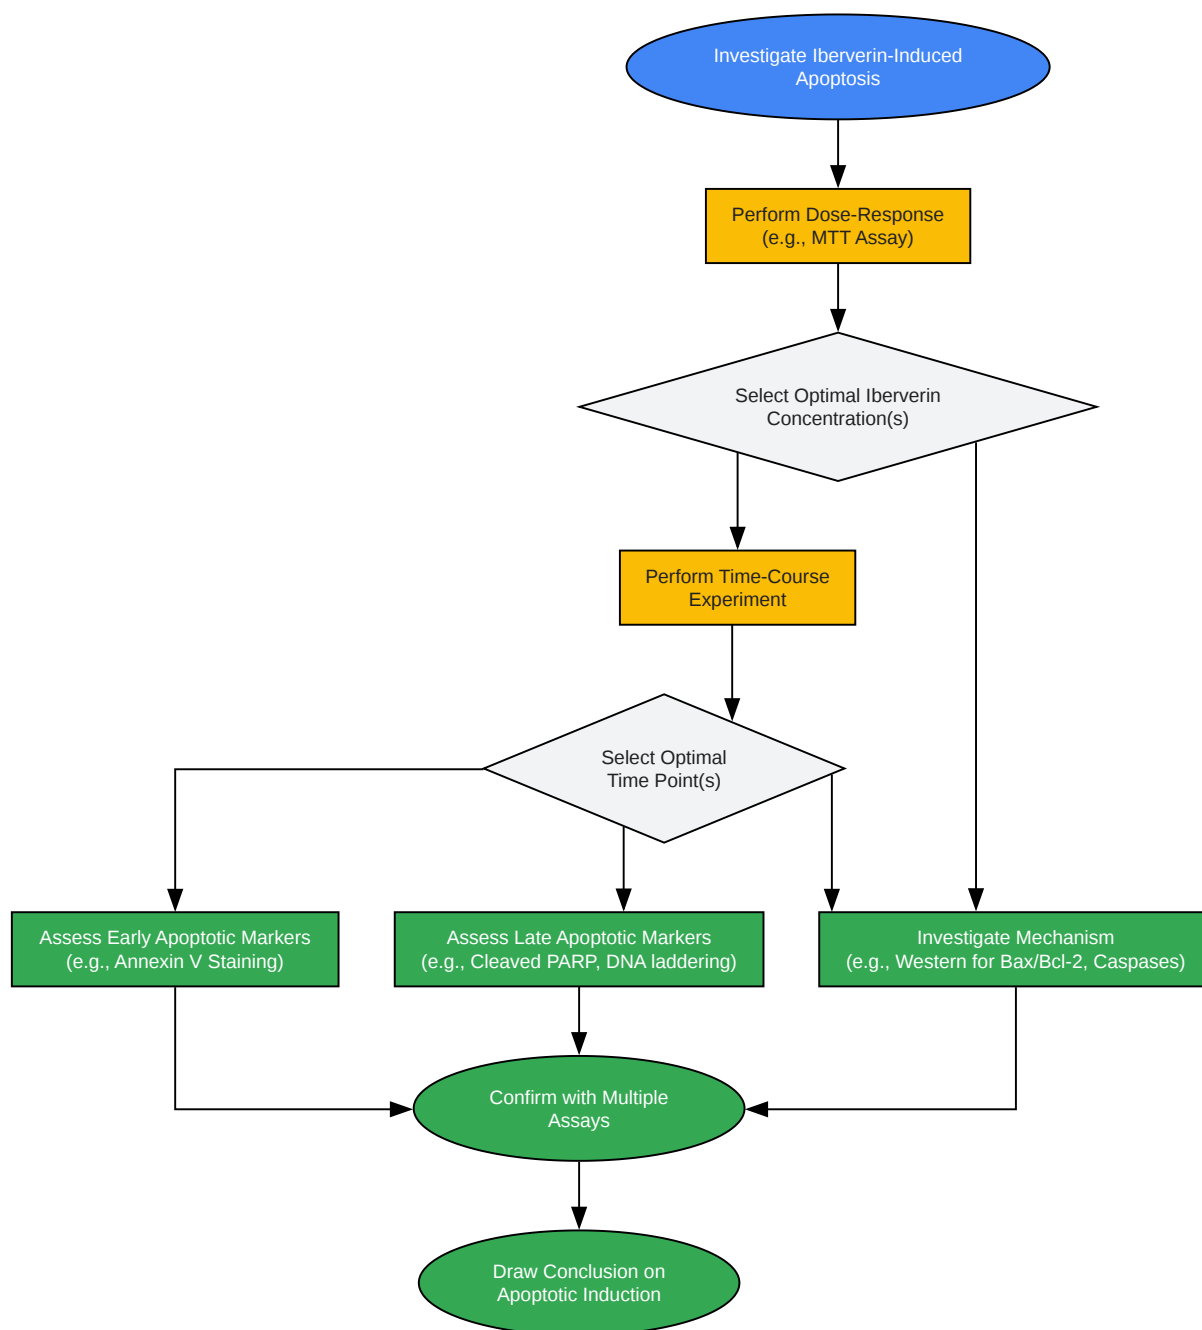 Investigate Iberverin-Induced
Apoptosis
Perform Dose-Response
(e.g., MTT Assay)
Select Optimal Iberverin
Concentration(s)
Perform Time-Course
Experiment
Select Optimal
Time Point(s)
Assess Early Apoptotic Markers
(e.g., Annexin V Staining)
Assess Late Apoptotic Markers
(e.g., Cleaved PARP, DNA laddering)
Investigate Mechanism
(e.g., Western for Bax/Bcl-2, Caspases)
Confirm with Multiple
Assays
Draw Conclusion on
Apoptotic Induction